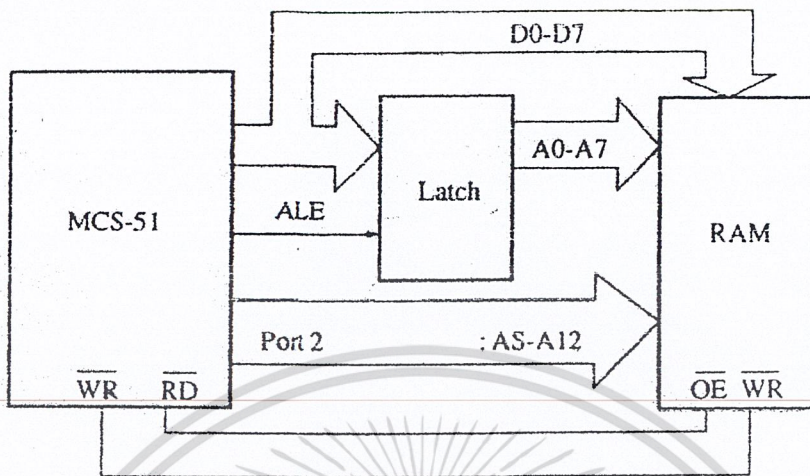 D0-D7
A0-A7
Latch
ALE
MCS-51
RAM
Port 2 : AS-A12
WR RD OE WR